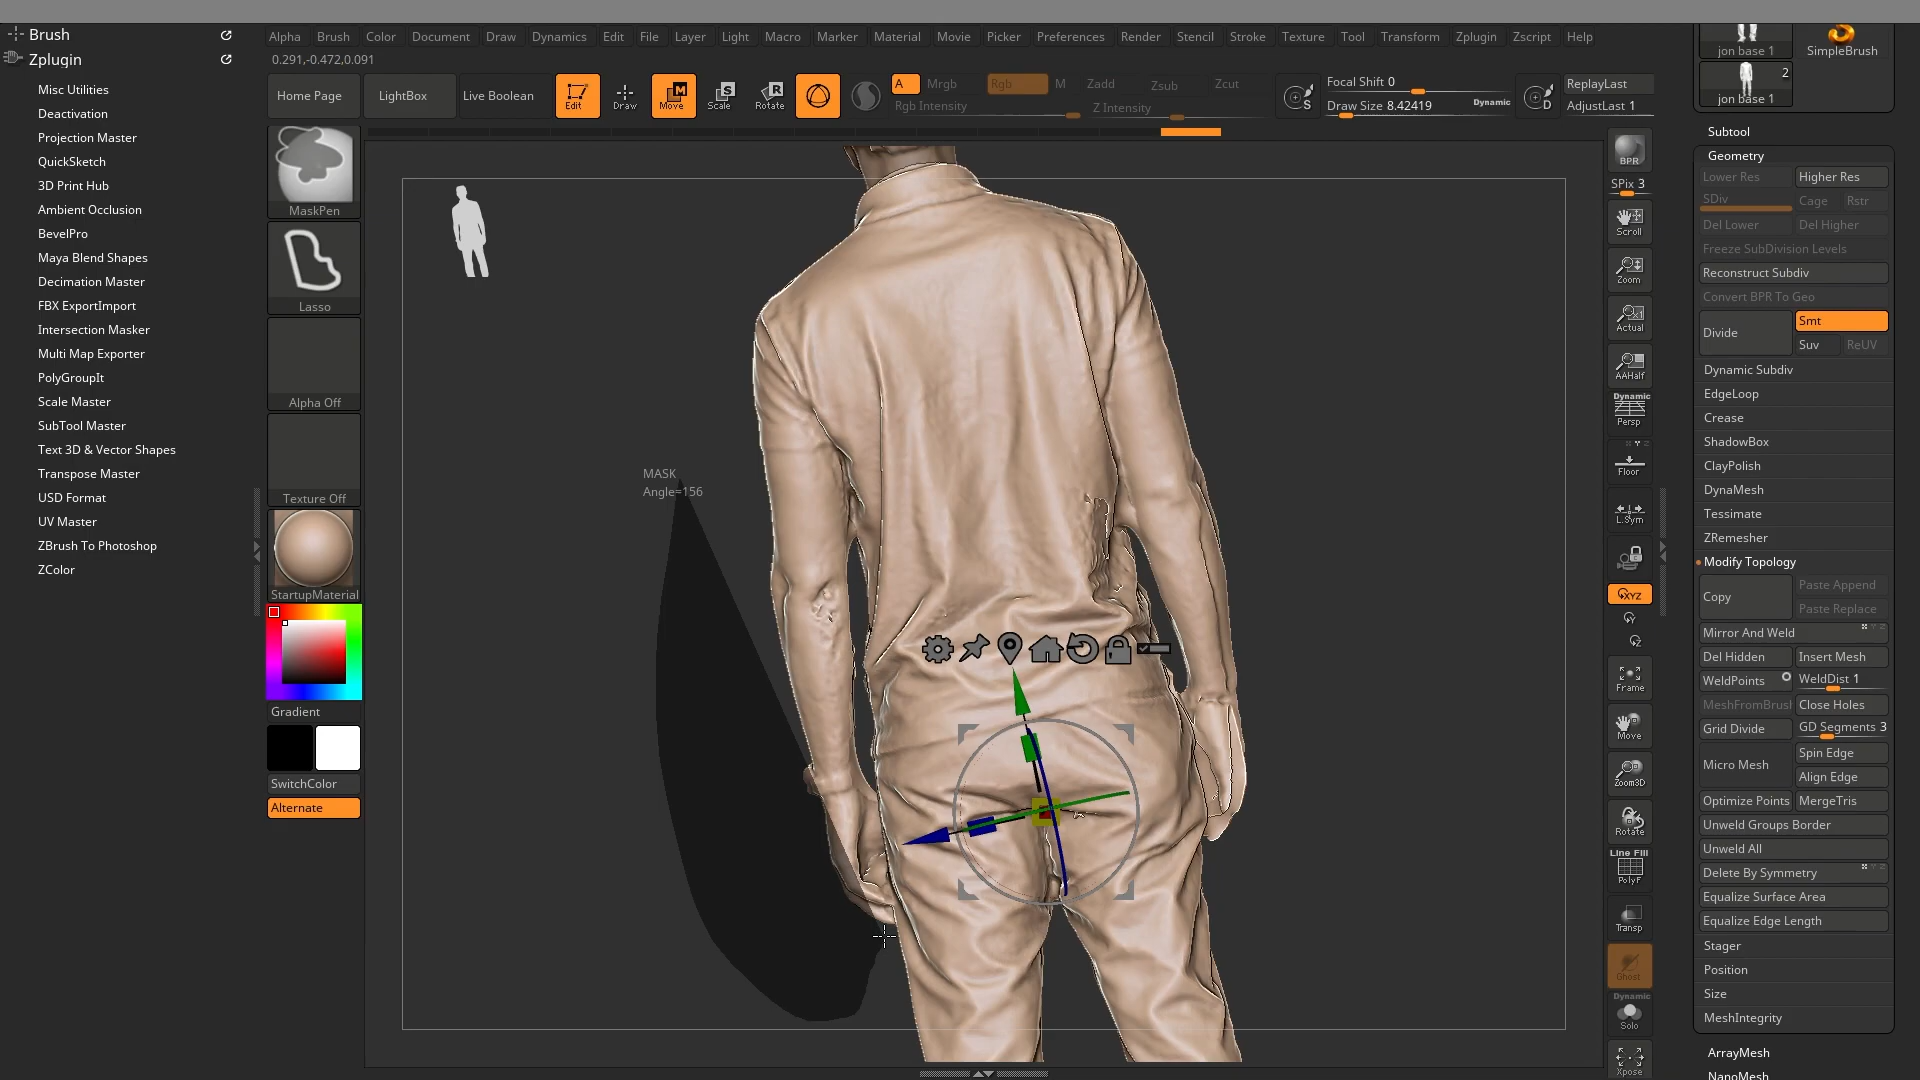 Brush
Zplugin
Misc Utilities
Deactivation
Projection Master
QuickSketch
3D Print Hub
Ambient Occlusion
BevelPro
Maya Blend Shapes
Decimation Master
FBX ExportImport
Intersection Masker
Multi Map Exporter
PolyGroupIt
Scale Master
SubTool Master
Text 3D & Vector Shapes
Transpose Master
USD Format
UV Master
ZBrush To Photoshop
ZColor
Alpha Brush Color Document Draw Dynamics Edit File Layer Light Macro Marker Material Movie Picker Preferences Render Stencil Stroke Texture Tool Transform Zplugin Zscript Help
0.291,-0.472,0.091
Home Page
LightBox
Live Boolean
Edit
Draw
Move
Scale
Rotate
A Mrgb Rgb M Zadd Zsub Zcut
Rgb Intensity Z Intensity
S
Focal Shift 0
Draw Size 8.42419 Dynamic
D
ReplayLast
AdjustLast 1
MaskPen
Lasso
Alpha Off
Texture Off
StartupMaterial
Gradient
SwitchColor
Alternate
MASK
Angle=156
BPR
SPix 3
Scroll
Zoom
Actual
AAHalf
Dynamic
Persp
Floor
L.Sym
XYZ
Frame
Move
Zoom3D
Rotate
Line Fill
PolyF
Transp
Ghost
Dynamic
Solo
Xpose
jon base 1
SimpleBrush
2
jon base 1
Subtool
Geometry
Lower Res Higher Res
SDiv Cage Rstr
Del Lower Del Higher
Freeze SubDivision Levels
Reconstruct Subdiv
Convert BPR To Geo
Divide
Smt
Suv ReUV
Dynamic Subdiv
EdgeLoop
Crease
ShadowBox
ClayPolish
DynaMesh
Tessimate
ZRemesher
Modify Topology
Copy
Paste Append
Paste Replace
Mirror And Weld
Del Hidden Insert Mesh
WeldPoints WeldDist 1
MeshFromBrush Close Holes
Grid Divide GD Segments 3
Micro Mesh
Spin Edge
Align Edge
Optimize Points MergeTris
Unweld Groups Border
Unweld All
Delete By Symmetry
Equalize Surface Area
Equalize Edge Length
Stager
Position
Size
MeshIntegrity
ArrayMesh
NanoMesh